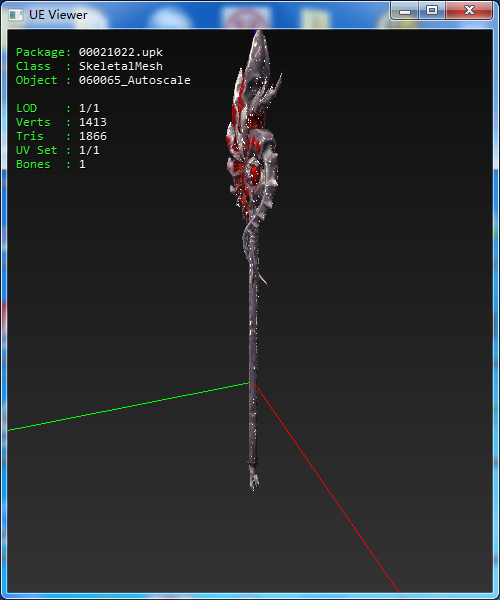 UE Viewer
Package: 00021022.upk
Class  : SkeletalMesh
Object : 060065_Autoscale
LOD    : 1/1
Verts  : 1413
Tris   : 1866
UV Set : 1/1
Bones  : 1